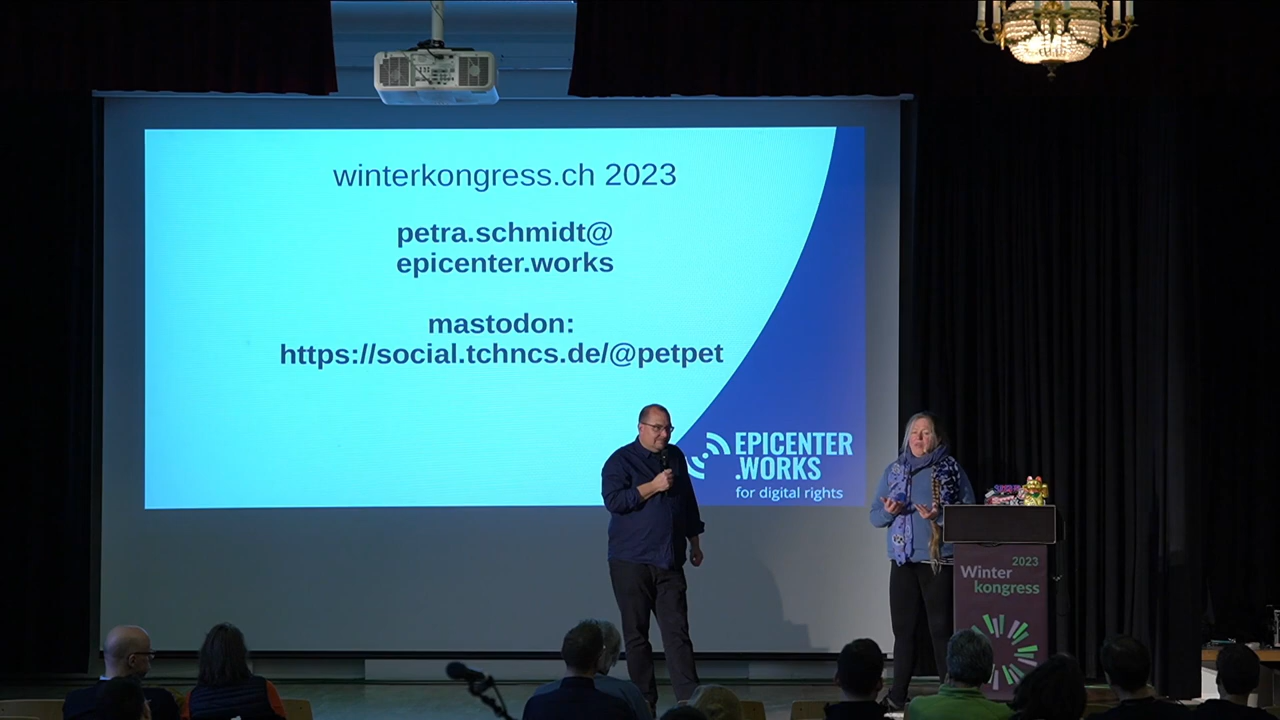 winterkongress.ch 2023
petra.schmidt@
epicenter.works
mastodon:
https://social.tchncs.de/@petpet
EPICENTER
.WORKS
for digital rights
2023
Winter
kongress